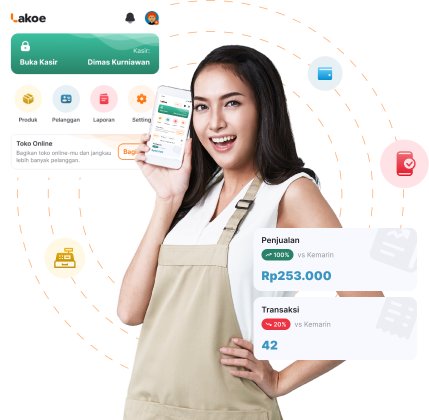 Lakoe
Kasir:
Buka Kasir
Dimas Kurniawan
Produk
Pelanggan
Laporan
Setting
Toko Online
Bagikan toko online-mu dan jangkau
lebih banyak pelanggan.
Penjualan
100% vs Kemarin
Rp253.000
Transaksi
20% vs Kemarin
42